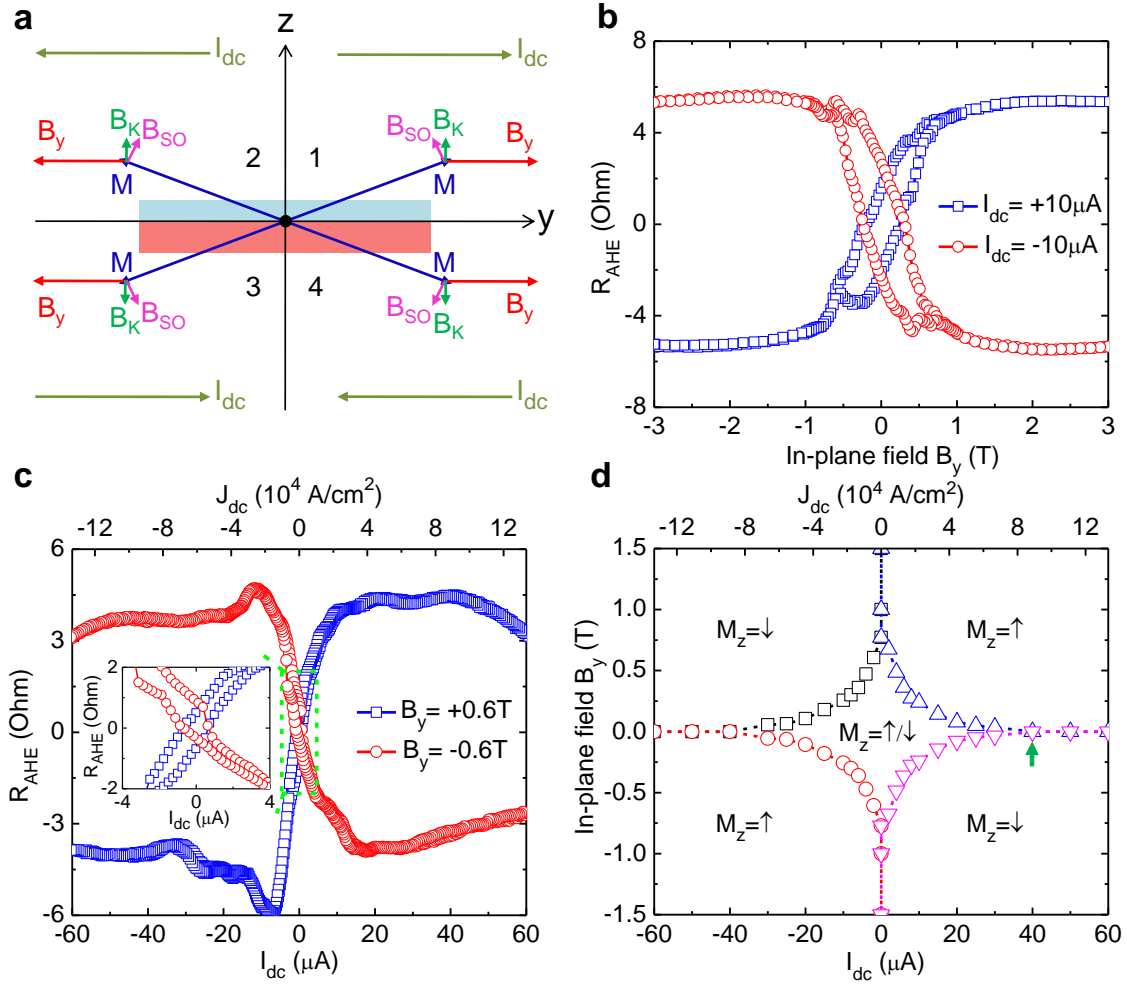 a
z
I_dc I_dc
B_K B_SO B_SO B_K
B_y B_y
M 2 1 M
y
M 3 4 M
B_y B_y
B_K B_SO B_SO B_K
I_dc I_dc
b
8
4
0
-4
-8
R_AHE (Ohm)
I_dc= +10μA
I_dc= -10μA
-3 -2 -1 0 1 2 3
In-plane field B_y (T)
c
J_dc (10^4 A/cm^2)
-12 -8 -4 0 4 8 12
6
3
0
-3
-6
R_AHE (Ohm)
B_y= +0.6T
B_y= -0.6T
2
0
-2
R_AHE (Ohm)
-4 0 4
I_dc (μA)
-60 -40 -20 0 20 40 60
I_dc (μA)
d
J_dc (10^4 A/cm^2)
-12 -8 -4 0 4 8 12
1.5
1.0
0.5
0.0
-0.5
-1.0
-1.5
In-plane field B_y (T)
M_z=↓ M_z=↑
M_z=↑/↓
M_z=↑ M_z=↓
-60 -40 -20 0 20 40 60
I_dc (μA)